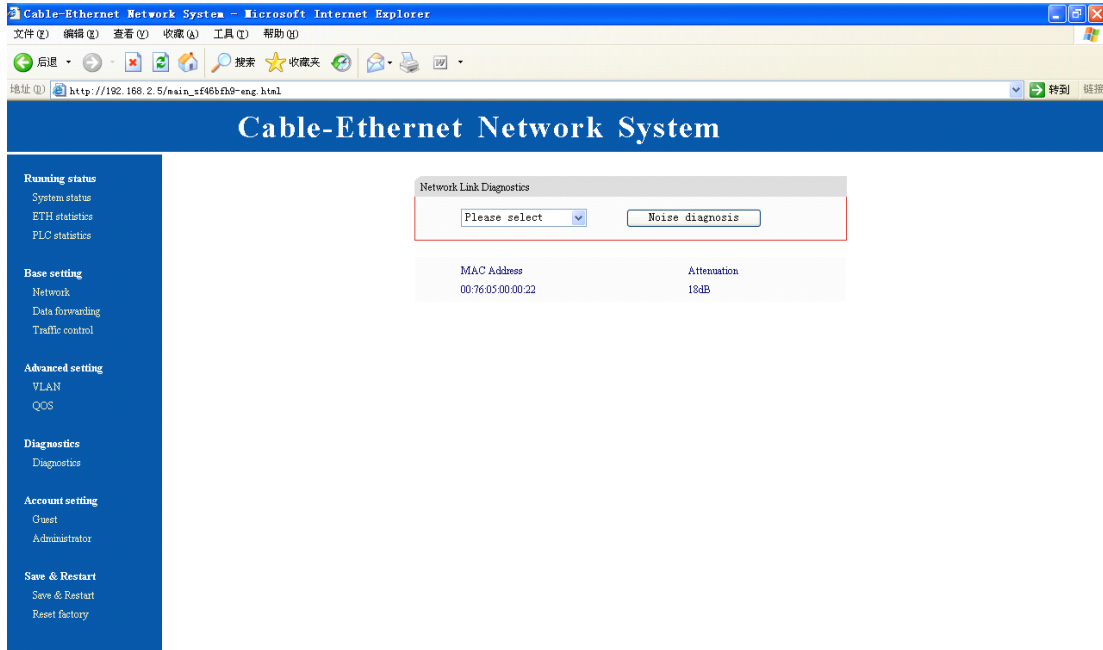 Cable-Ethernet Network System - Microsoft Internet Explorer
文件(F) 编辑(E) 查看(V) 收藏(A) 工具(T) 帮助(H)
后退 搜索 收藏夹
地址(D) http://192.168.2.5/main_sf46bfh9-eng.html 转到 链接
Cable-Ethernet Network System
Running status
System status
ETH statistics
PLC statistics
Base setting
Network
Data forwarding
Traffic control
Advanced setting
VLAN
QOS
Diagnostics
Diagnostics
Account setting
Guest
Administrator
Save & Restart
Save & Restart
Reset factory
Network Link Diagnostics
Please select Noise diagnosis
MAC Address Attenuation
00:76:05:00:00:22 18dB